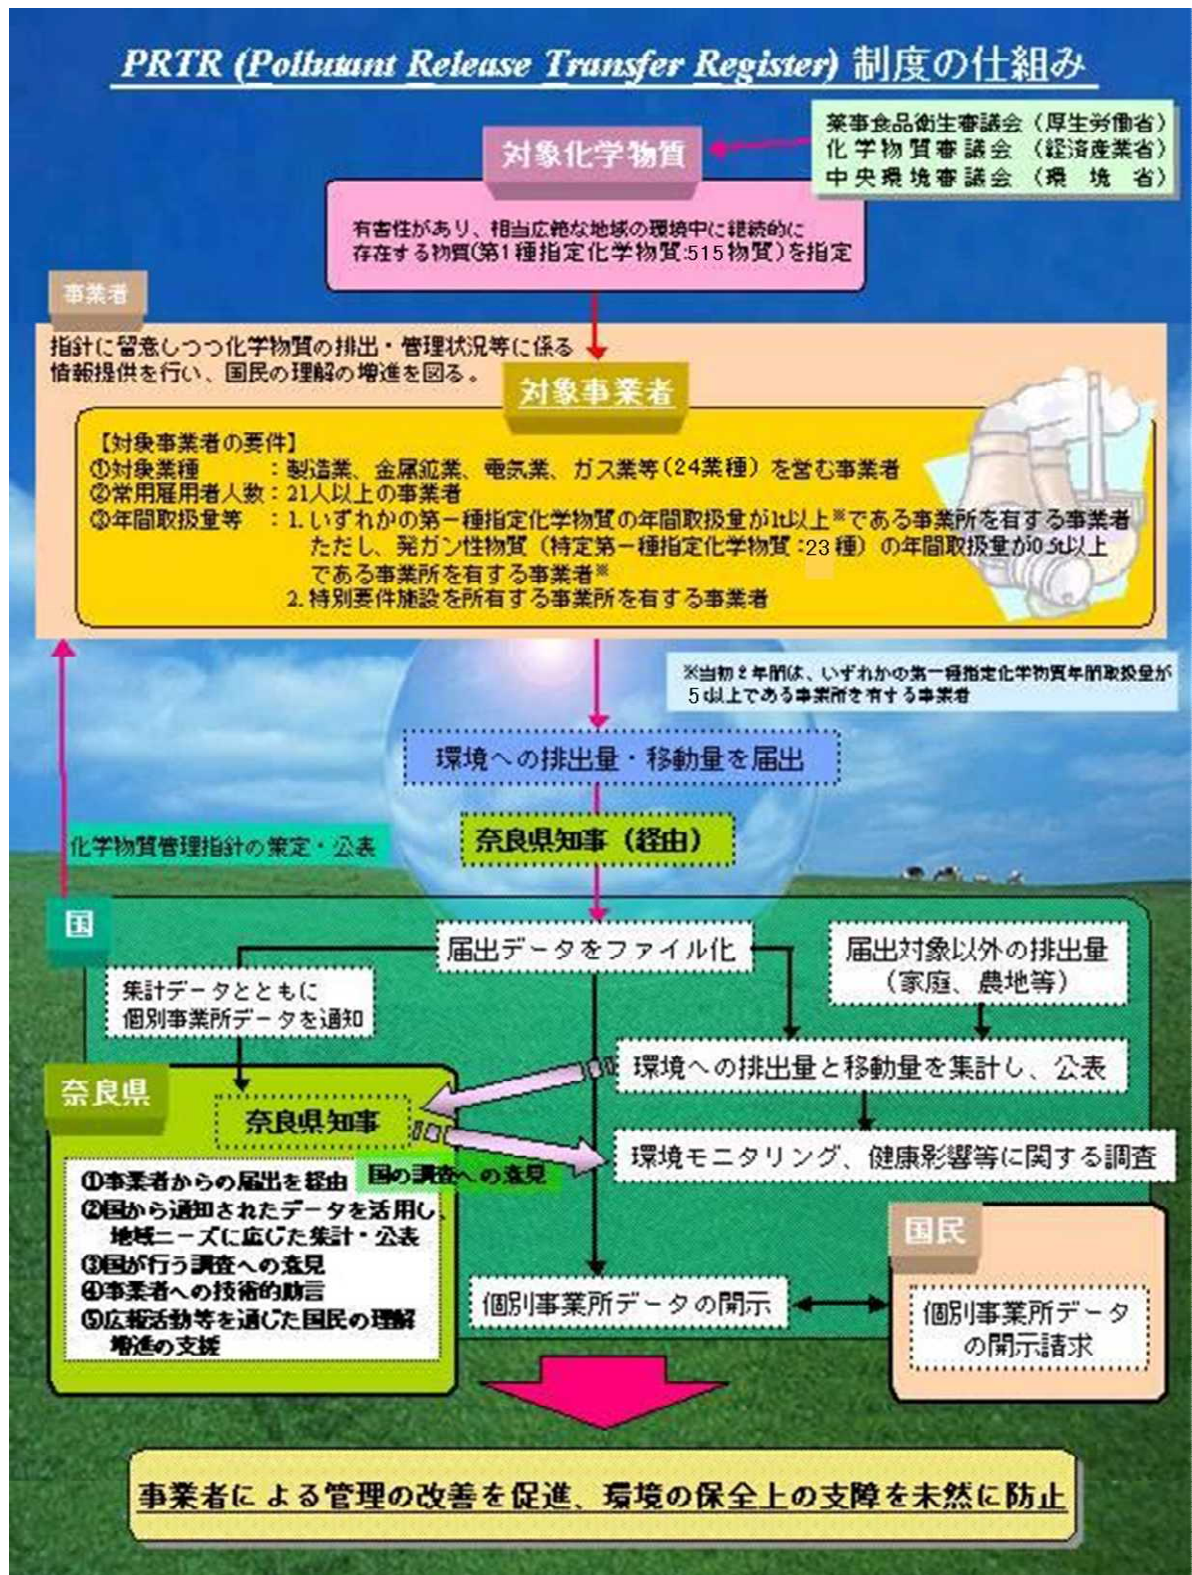 PRTR (Pollutant Release Transfer Register) 制度の仕組み
薬事食品衛生審議会（厚生労働省）
化学物質審議会　（経済産業省）
中央環境審議会　（環　境　省）
対象化学物質
有害性があり、相当広範な地域の環境中に継続的に
存在する物質(第1種指定化学物質:515物質)を指定
事業者
指針に留意しつつ化学物質の排出・管理状況等に係る
情報提供を行い、国民の理解の増進を図る。
対象事業者
【対象事業者の要件】
①対象業種　　　：製造業、金属鉱業、電気業、ガス業等(24業種)を営む事業者
②常用雇用者人数：21人以上の事業者
③年間取扱量等　：1. いずれかの第一種指定化学物質の年間取扱量が1t以上※である事業所を有する事業者
ただし、発ガン性物質（特定第一種指定化学物質：23種）の年間取扱量が0.5t以上
である事業所を有する事業者※
2. 特別要件施設を所有する事業所を有する事業者
※当初2年間は、いずれかの第一種指定化学物質年間取扱量が
5t以上である事業所を有する事業者
環境への排出量・移動量を届出
奈良県知事（経由）
化学物質管理指針の策定・公表
国
届出データをファイル化
届出対象以外の排出量
（家庭、農地等）
集計データとともに
個別事業所データを通知
環境への排出量と移動量を集計し、公表
奈良県
奈良県知事
環境モニタリング、健康影響等に関する調査
国の調査への意見
①事業者からの届出を経由
②国から通知されたデータを活用し、
地域ニーズに応じた集計・公表
③国が行う調査への意見
④事業者への技術的助言
⑤広報活動等を通じた国民の理解
増進の支援
国民
個別事業所データの開示
個別事業所データ
の開示請求
事業者による管理の改善を促進、環境の保全上の支障を未然に防止